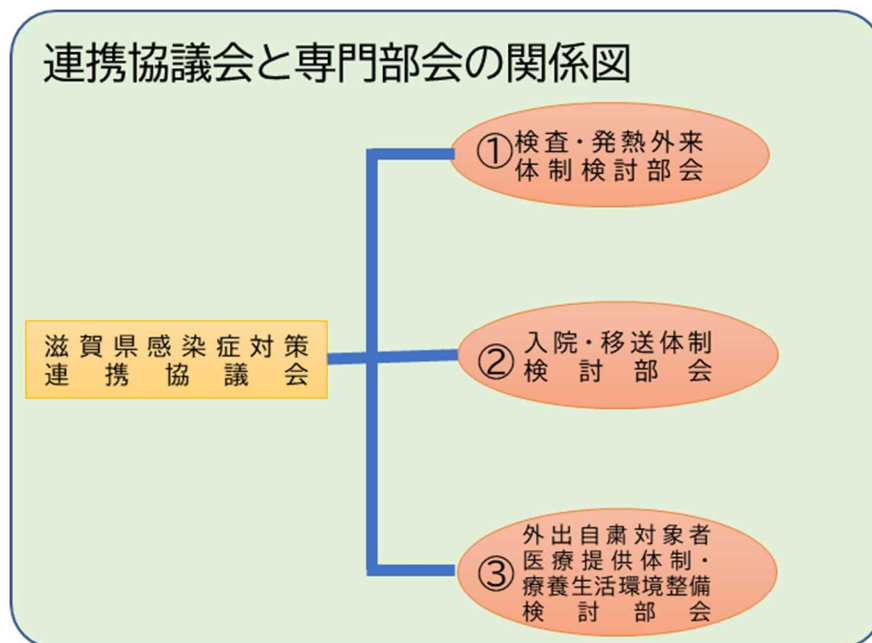 連携協議会と専門部会の関係図
①検査・発熱外来
体制検討部会
滋賀県感染症対策
連携協議会
②入院・移送体制
検討部会
③外出自粛対象者
医療提供体制・
療養生活環境整備
検討部会